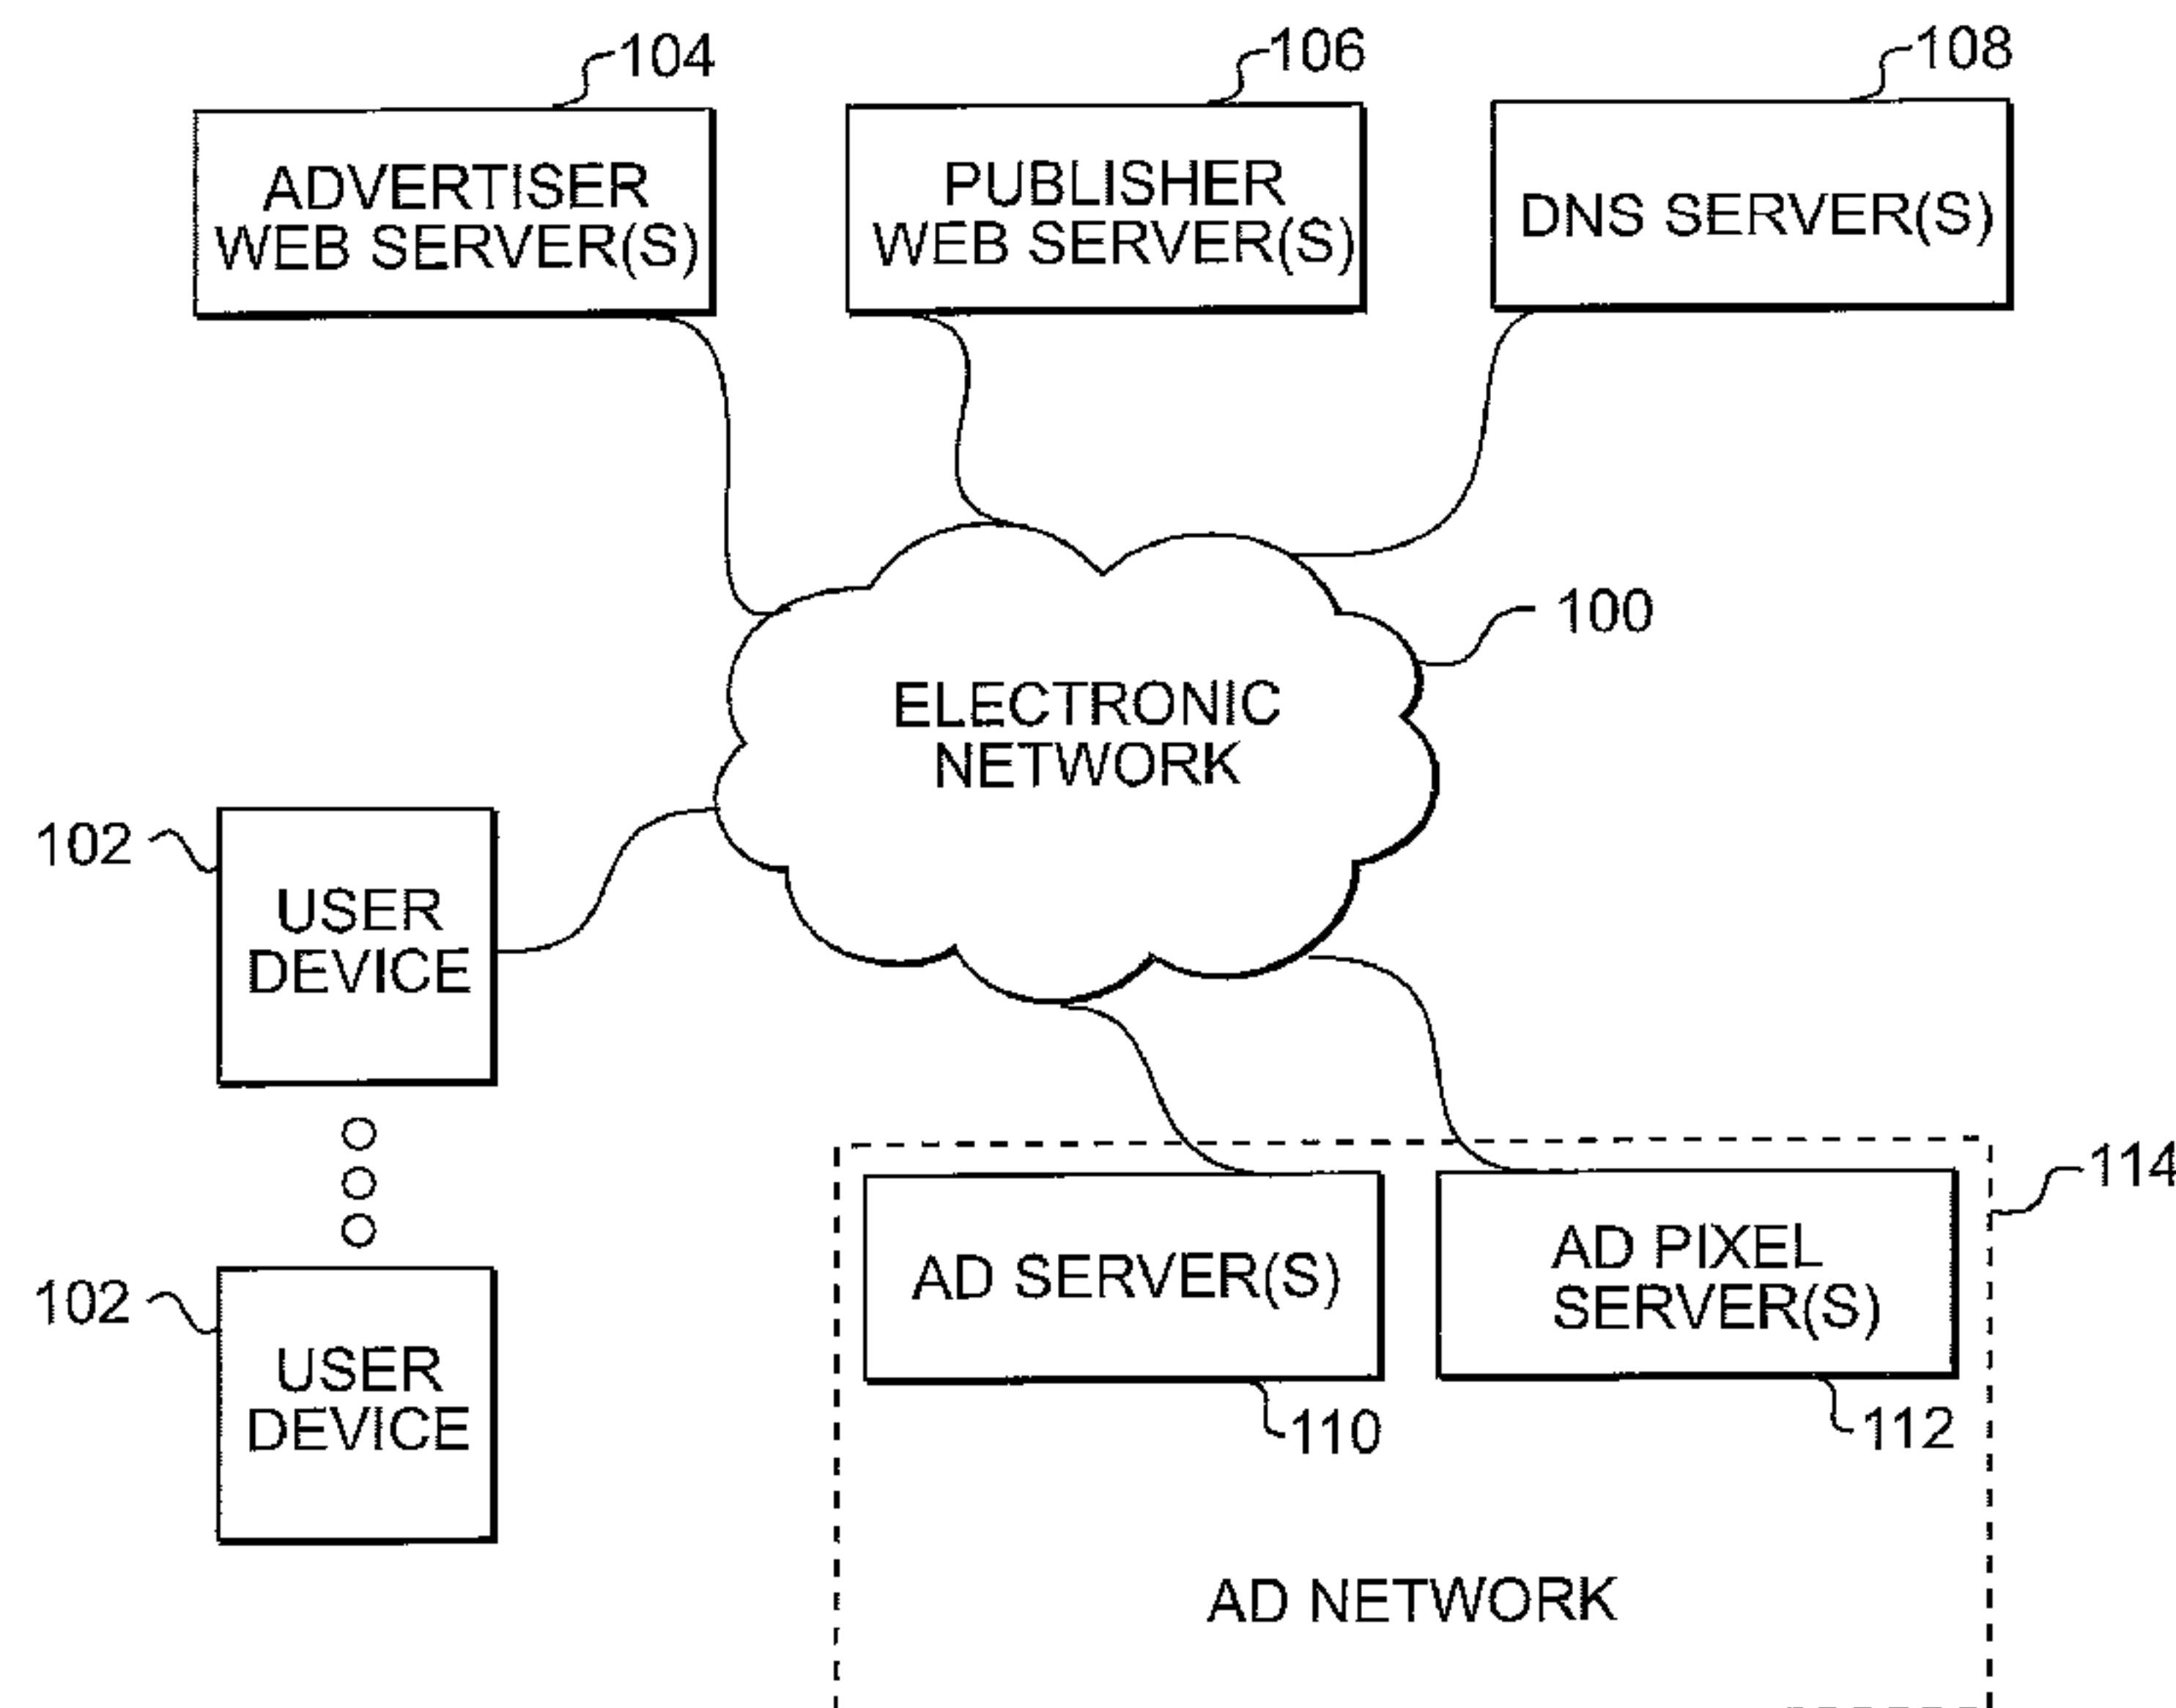 104
106
108
ADVERTISER
WEB SERVER(S)
PUBLISHER
WEB SERVER(S)
DNS SERVER(S)
100
ELECTRONIC
NETWORK
102
USER
DEVICE
114
AD SERVER(S)
AD PIXEL
SERVER(S)
102
USER
DEVICE
110
112
AD NETWORK